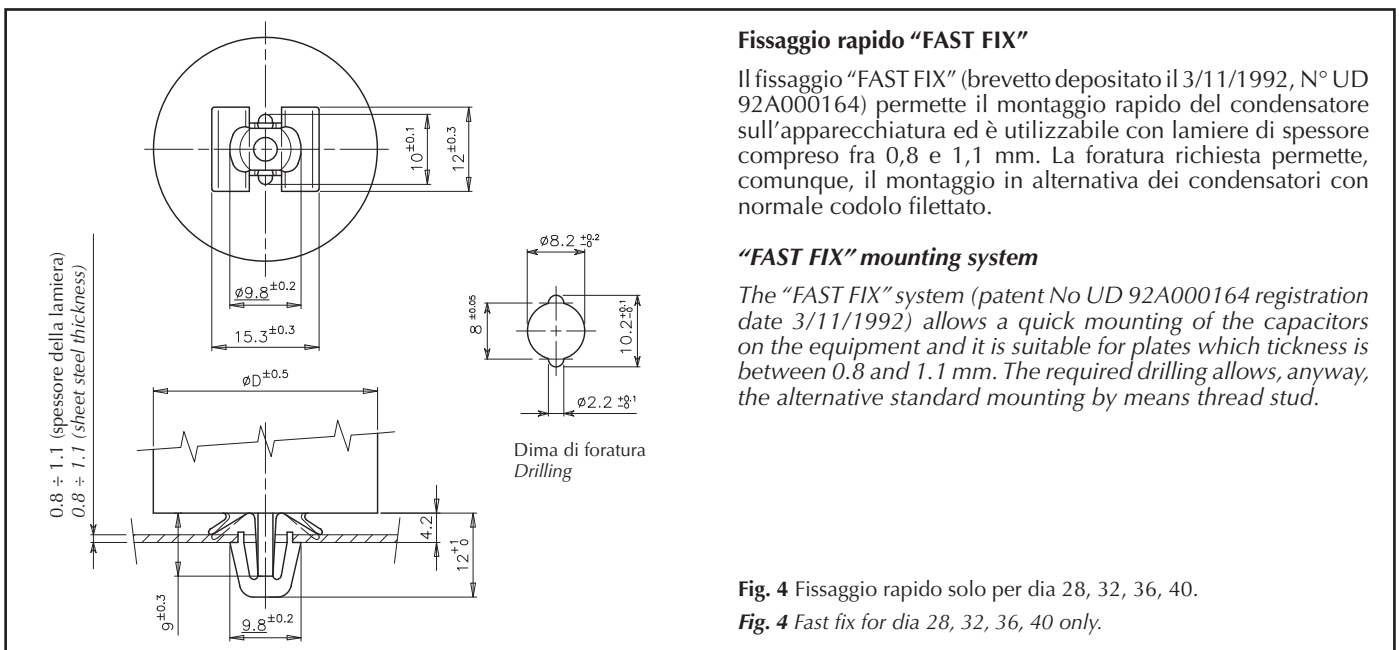 Fissaggio rapido “FAST FIX”
Il fissaggio “FAST FIX” (brevetto depositato il 3/11/1992, N° UD
92A000164) permette il montaggio rapido del condensatore
sull’apparecchiatura ed è utilizzabile con lamiere di spessore
compreso fra 0,8 e 1,1 mm. La foratura richiesta permette,
comunque, il montaggio in alternativa dei condensatori con
normale codolo filettato.
“FAST FIX” mounting system
The “FAST FIX” system (patent No UD 92A000164 registration
date 3/11/1992) allows a quick mounting of the capacitors
on the equipment and it is suitable for plates which tickness is
between 0.8 and 1.1 mm. The required drilling allows, anyway,
the alternative standard mounting by means thread stud.
10±0.1
12±0.3
ø9.8±0.2
15.3±0.3
ø8.2 +0.2 -0
8 ±0.05
10.2 +0.1 -0
ø2.2 +0.1 -0
Dima di foratura
Drilling
0.8 ÷ 1.1 (spessore della lamiera)
0.8 ÷ 1.1 (sheet steel thickness)
øD±0.5
4.2
12 +1 0
9±0.3
9.8±0.2
Fig. 4 Fissaggio rapido solo per dia 28, 32, 36, 40.
Fig. 4 Fast fix for dia 28, 32, 36, 40 only.